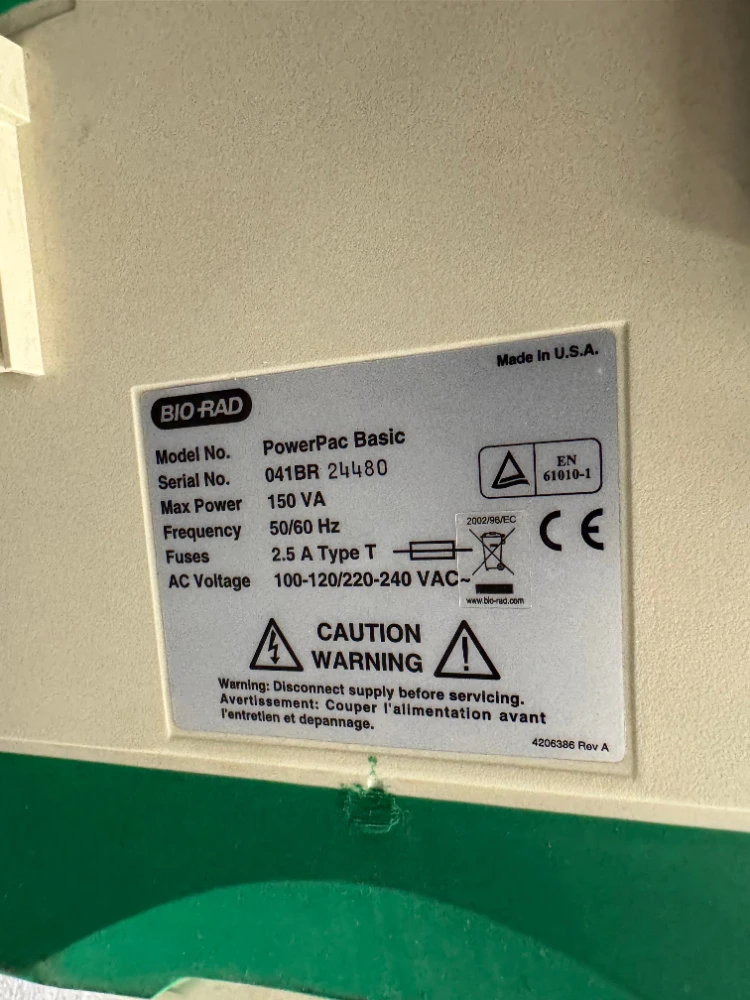 Made in U.S.A.
BIO-RAD
Model No. PowerPac Basic
Serial No. 041BR 24480
Max Power 150 VA
Frequency 50/60 Hz
Fuses 2.5 A Type T
AC Voltage 100-120/220-240 VAC~
EN
61010-1
2002/96/EC
CE
www.bio-rad.com
CAUTION
WARNING
Warning: Disconnect supply before servicing.
Avertissement: Couper l'alimentation avant
l'entretien et depannage.
4206386 Rev A